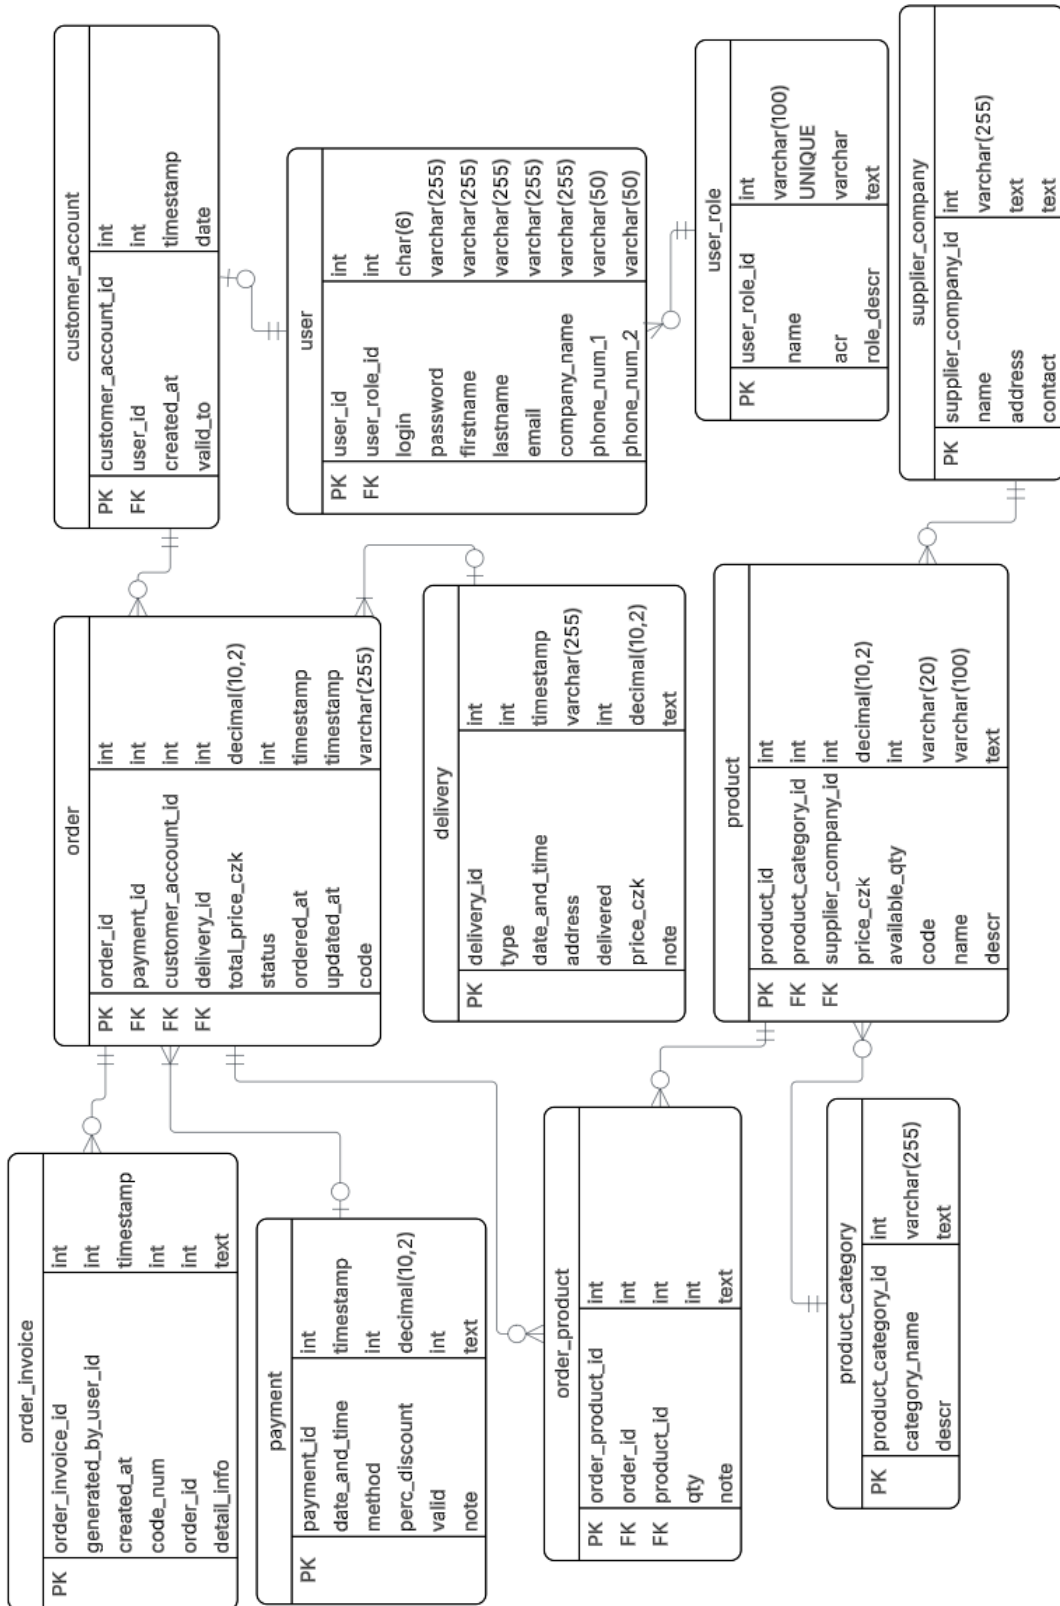 order_invoice
PK order_invoice_id int
generated_by_user_id int
created_at timestamp
code_num int
order_id int
detail_info text
order
PK order_id int
FK payment_id int
FK customer_account_id int
FK delivery_id int
total_price_czk decimal(10,2)
status int
ordered_at timestamp
updated_at timestamp
code varchar(255)
customer_account
PK customer_account_id int
FK user_id int
created_at timestamp
valid_to date
payment
PK payment_id int
date_and_time timestamp
method int
perc_discount decimal(10,2)
valid int
note text
delivery
PK delivery_id int
type int
date_and_time timestamp
address varchar(255)
delivered int
price_czk decimal(10,2)
note text
user
PK user_id int
FK user_role_id int
login char(6)
password varchar(255)
firstname varchar(255)
lastname varchar(255)
email varchar(255)
company_name varchar(255)
phone_num_1 varchar(50)
phone_num_2 varchar(50)
order_product
PK order_product_id int
FK order_id int
FK product_id int
qty int
note text
product
PK product_id int
FK product_category_id int
FK supplier_company_id int
price_czk decimal(10,2)
available_qty int
code varchar(20)
name varchar(100)
descr text
user_role
PK user_role_id int
name varchar(100)
UNIQUE
acr varchar
role_descr text
product_category
PK product_category_id int
category_name varchar(255)
descr text
supplier_company
PK supplier_company_id int
name varchar(255)
address text
contact text